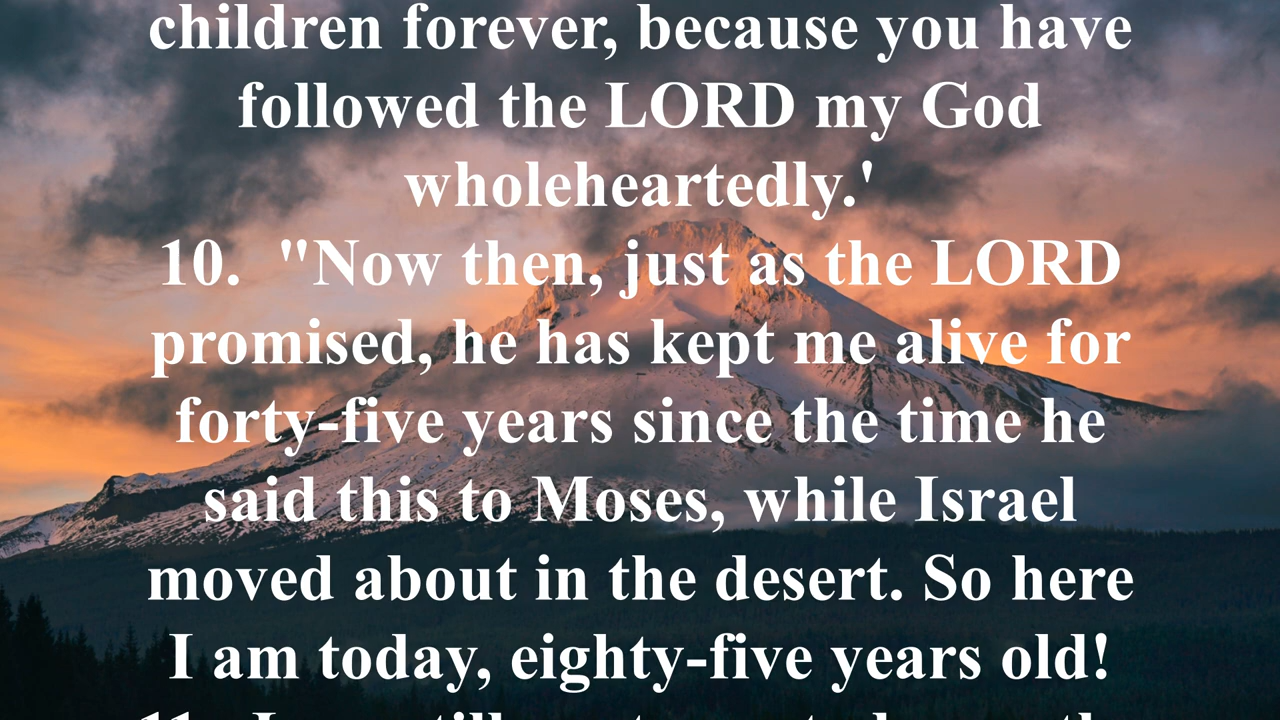 children forever, because you have
followed the LORD my God
wholeheartedly.'
10.  "Now then, just as the LORD
promised, he has kept me alive for
forty-five years since the time he
said this to Moses, while Israel
moved about in the desert. So here
I am today, eighty-five years old!